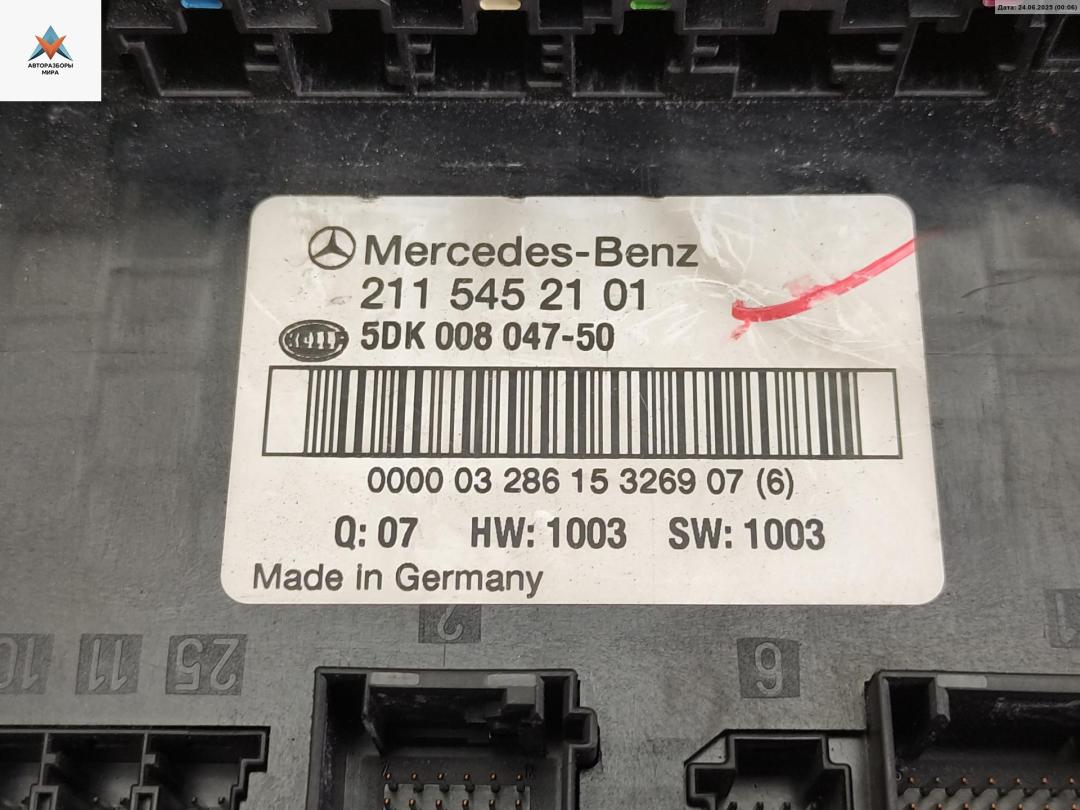 Дата: 24.06.2025 (00:06)
АВТОРАЗБОРЫ
МИРА
Mercedes-Benz
211 545 21 01
HELLA 5DK 008 047-50
0000 03 286 15 3269 07 (6)
Q: 07 HW: 1003 SW: 1003
Made in Germany
2
10 11 25
6
1